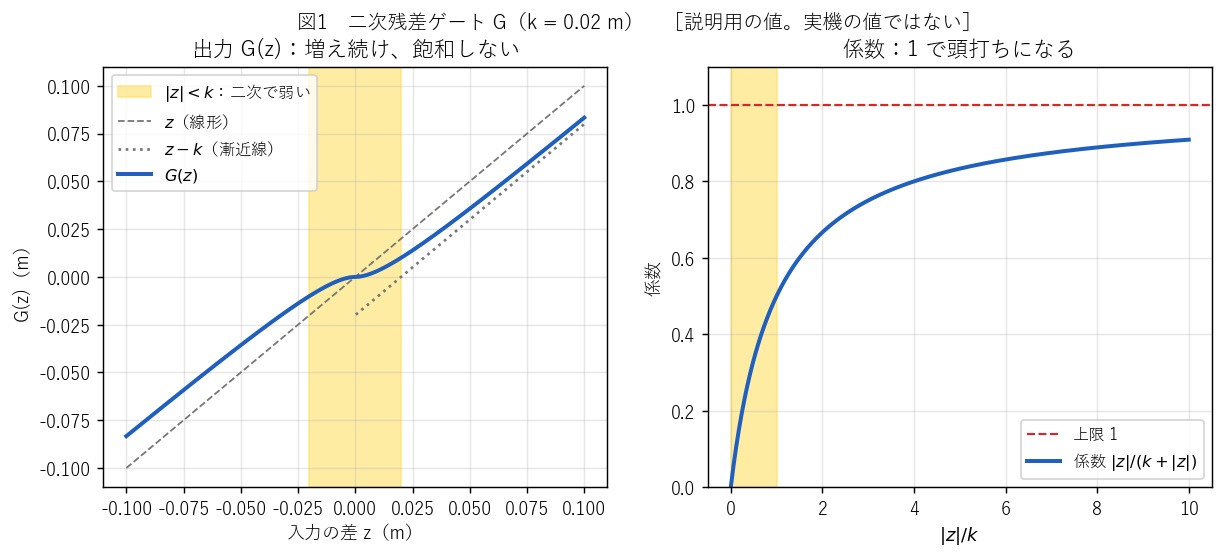 図1　二次残差ゲート G（k = 0.02 m）　　［説明用の値。実機の値ではない］
出力 G(z)：増え続け、飽和しない
|z| < k：二次で弱い
z（線形）
z − k（漸近線）
G(z)
0.100
0.075
0.050
0.025
0.000
-0.025
-0.050
-0.075
-0.100
G(z)（m）
-0.100 -0.075 -0.050 -0.025 0.000 0.025 0.050 0.075 0.100
入力の差 z（m）
係数：1 で頭打ちになる
1.0
0.8
0.6
0.4
0.2
0.0
係数
上限 1
係数 |z|/(k + |z|)
0 2 4 6 8 10
|z|/k